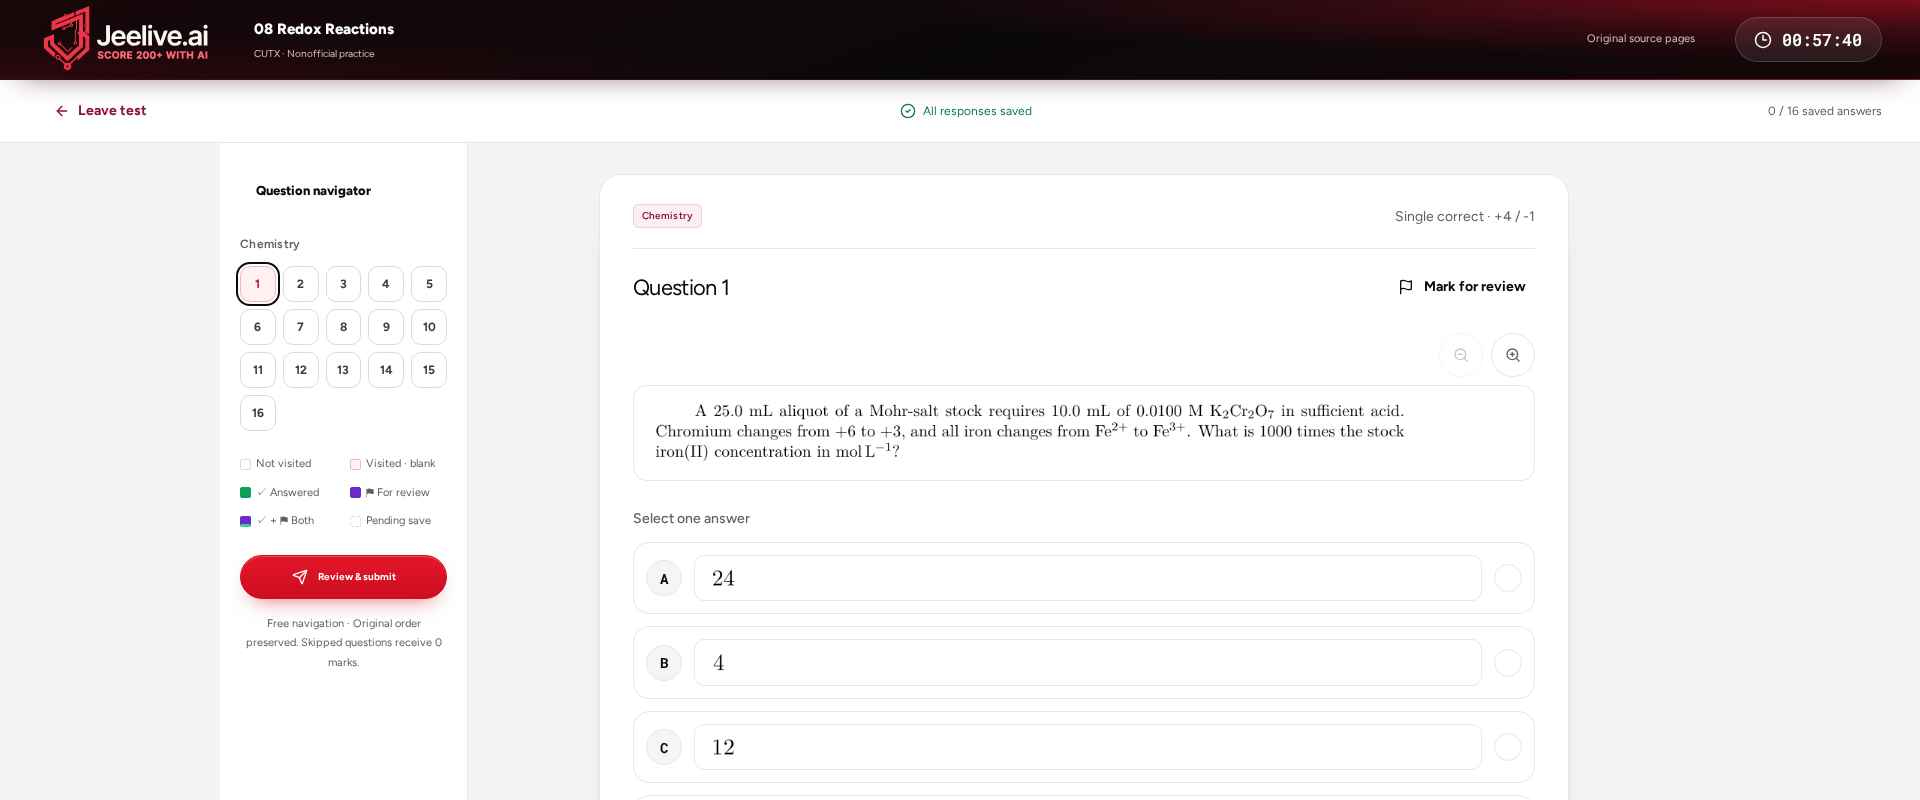 Jeelive.ai
SCORE 200+ WITH AI
08 Redox Reactions
CUTX · Nonofficial practice
Original source pages
00:57:40
Leave test
All responses saved
0 / 16 saved answers
Question navigator
Chemistry
1 2 3 4 5
6 7 8 9 10
11 12 13 14 15
16
Not visited
Visited · blank
✓ Answered
⚑ For review
✓ + ⚑ Both
Pending save
Review & submit
Free navigation · Original order
preserved. Skipped questions receive 0
marks.
Chemistry
Single correct · +4 / -1
Question 1
Mark for review
A 25.0 mL aliquot of a Mohr-salt stock requires 10.0 mL of 0.0100 M K₂Cr₂O₇ in sufficient acid.
Chromium changes from +6 to +3, and all iron changes from Fe²⁺ to Fe³⁺. What is 1000 times the stock
iron(II) concentration in mol L⁻¹?
Select one answer
A 24
B 4
C 12